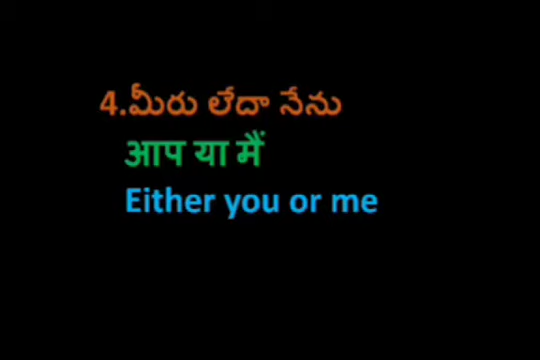 4.మీరు లేదా నేను
आप या मैं
Either you or me